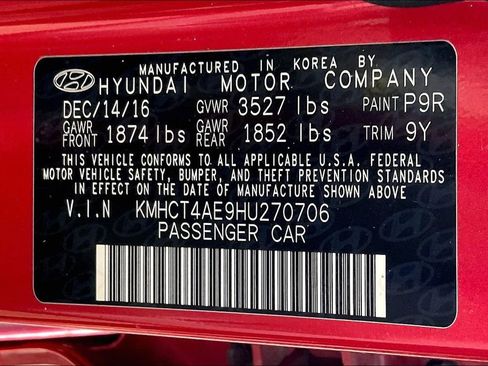 MANUFACTURED IN KOREA BY
HYUNDAI MOTOR COMPANY
DEC/14/16 GVWR 3527 lbs PAINT P9R
GAWR FRONT 1874 lbs GAWR REAR 1852 lbs TRIM 9Y
THIS VEHICLE CONFORMS TO ALL APPLICABLE U.S.A. FEDERAL
MOTOR VEHICLE SAFETY, BUMPER, AND THEFT PREVENTION STANDARDS
IN EFFECT ON THE DATE OF MANUFACTURE SHOWN ABOVE
V.I.N KMHCT4AE9HU270706
PASSENGER CAR